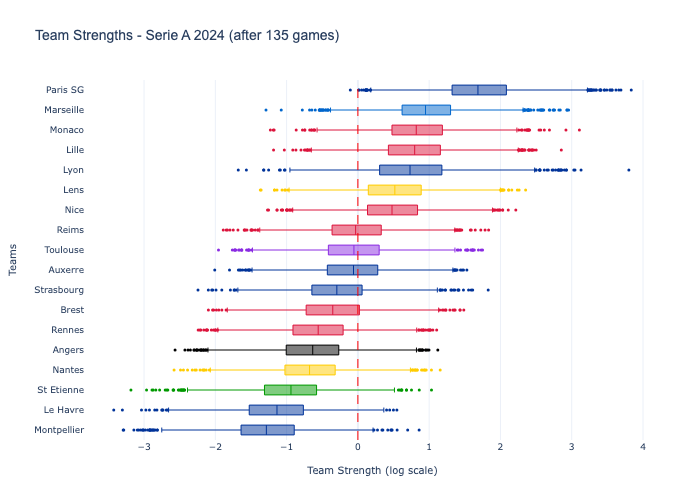 Team Strengths - Serie A 2024 (after 135 games)
Paris SG
Marseille
Monaco
Lille
Lyon
Lens
Nice
Reims
Toulouse
Auxerre
Strasbourg
Brest
Rennes
Angers
Nantes
St Etienne
Le Havre
Montpellier
Teams
−3 −2 −1 0 1 2 3 4
Team Strength (log scale)